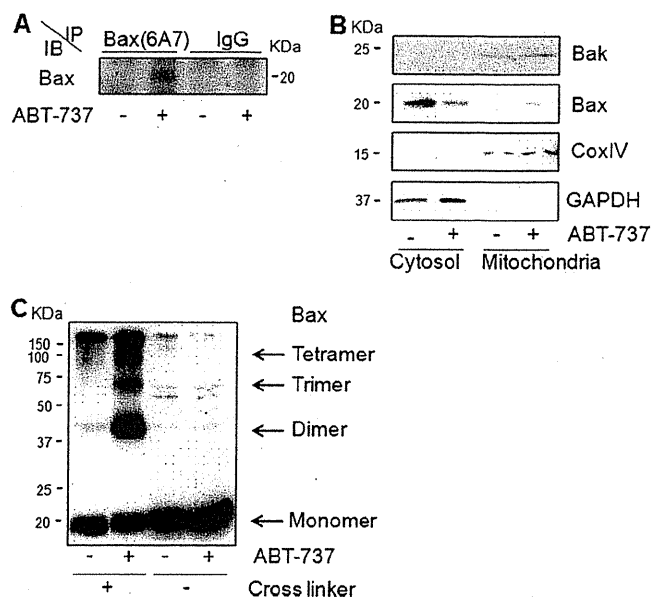 A
IP
IB
Bax(6A7) IgG
KDa
Bax
-20
ABT-737 - + - +
B
25 - Bak
20 - Bax
15 - CoxIV
37 - GAPDH
- + - + ABT-737
Cytosol Mitochondria
C KDa
Bax
150 -
100 - ← Tetramer
75 - ← Trimer
50 -
← Dimer
37 -
25 -
20 - ← Monomer
- + - + ABT-737
+ - Cross linker